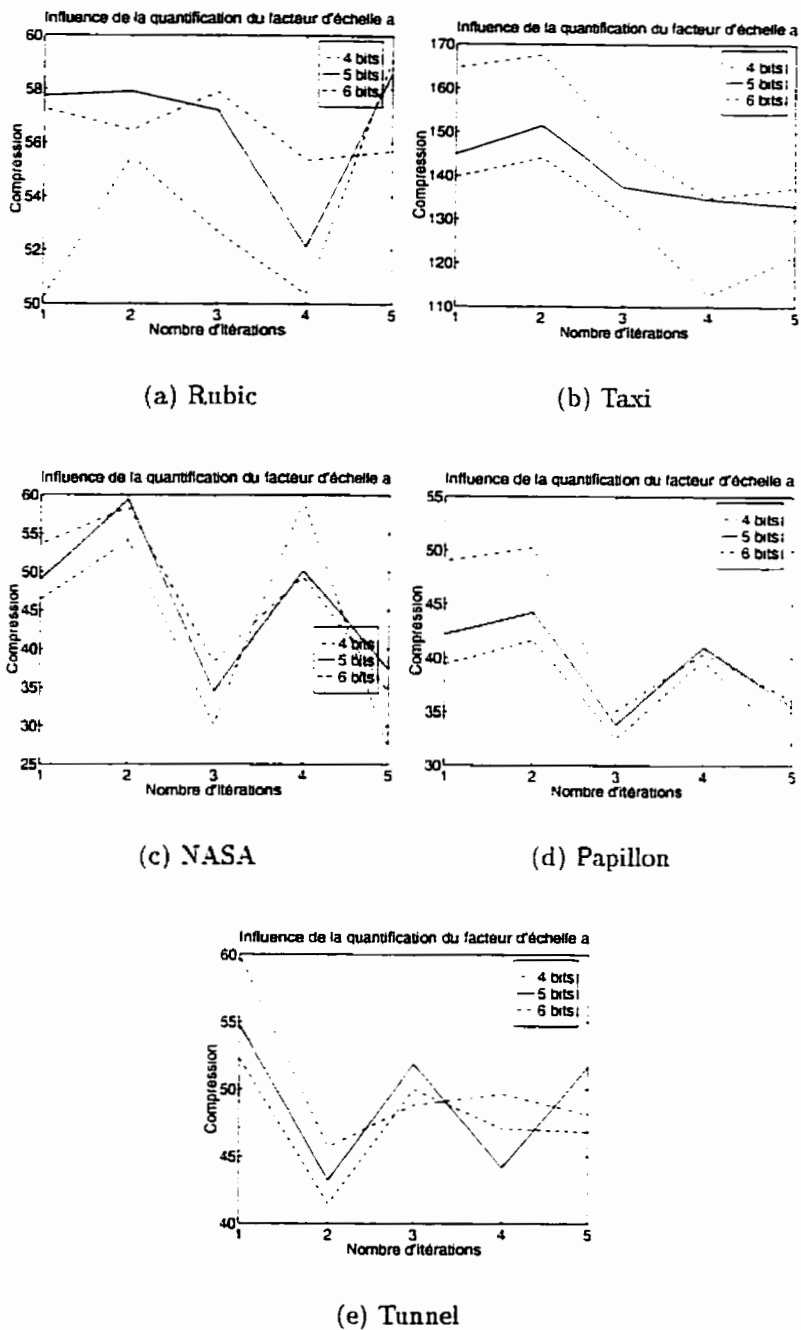 Influence de la quantification du facteur d'échelle a
60
58
56
54
52
50
Compression
4 bits
5 bits
6 bits
1 2 3 4 5
Nombre d'itérations
(a) Rubic
Influence de la quantification du facteur d'échelle a
170
160
150
140
130
120
110
Compression
4 bits
5 bits
6 bits
1 2 3 4 5
Nombre d'itérations
(b) Taxi
Influence de la quantification du facteur d'échelle a
60
55
50
45
40
35
30
25
Compression
4 bits
5 bits
6 bits
1 2 3 4 5
Nombre d'itérations
(c) NASA
Influence de la quantification du facteur d'échelle a
55
50
45
40
35
30
Compression
4 bits
5 bits
6 bits
1 2 3 4 5
Nombre d'itérations
(d) Papillon
Influence de la quantification du facteur d'échelle a
60
55
50
45
40
Compression
4 bits
5 bits
6 bits
1 2 3 4 5
Nombre d'itérations
(e) Tunnel